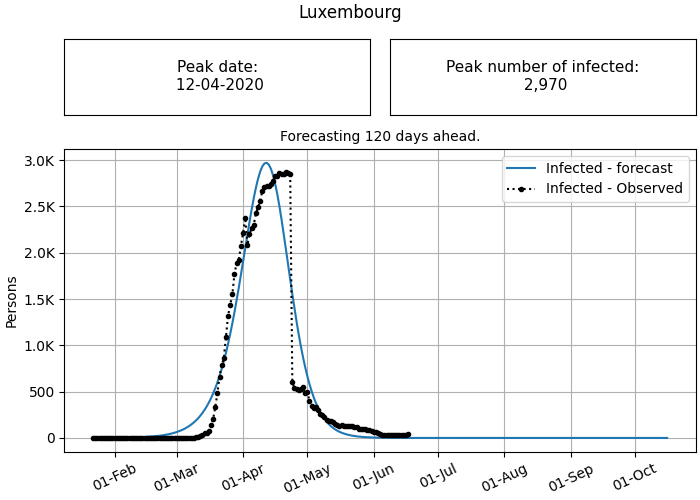 Luxembourg
Peak date:
12-04-2020
Peak number of infected:
2,970
Forecasting 120 days ahead.
Infected - forecast
Infected - Observed
Persons
3.0K
2.5K
2.0K
1.5K
1.0K
500
0
01-Feb
01-Mar
01-Apr
01-May
01-Jun
01-Jul
01-Aug
01-Sep
01-Oct